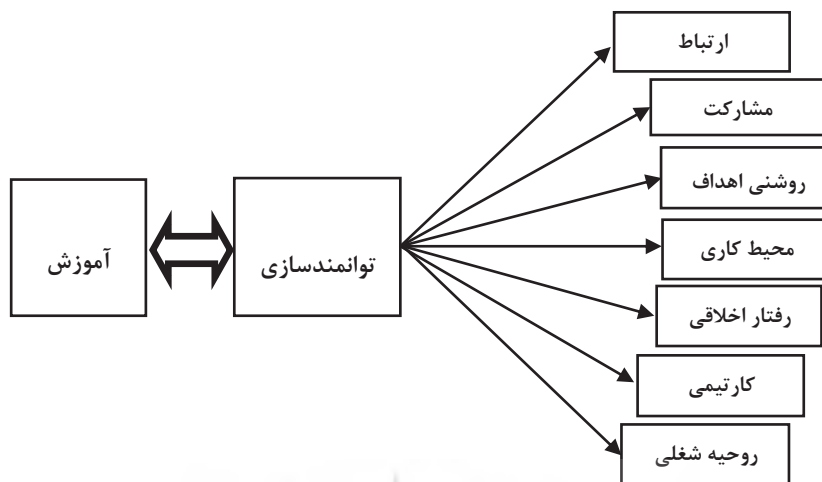 ارتباط
مشارکت
روشنی اهداف
محیط کاری
رفتار اخلاقی
کارتیمی
روحیه شغلی
توانمندسازی
آموزش